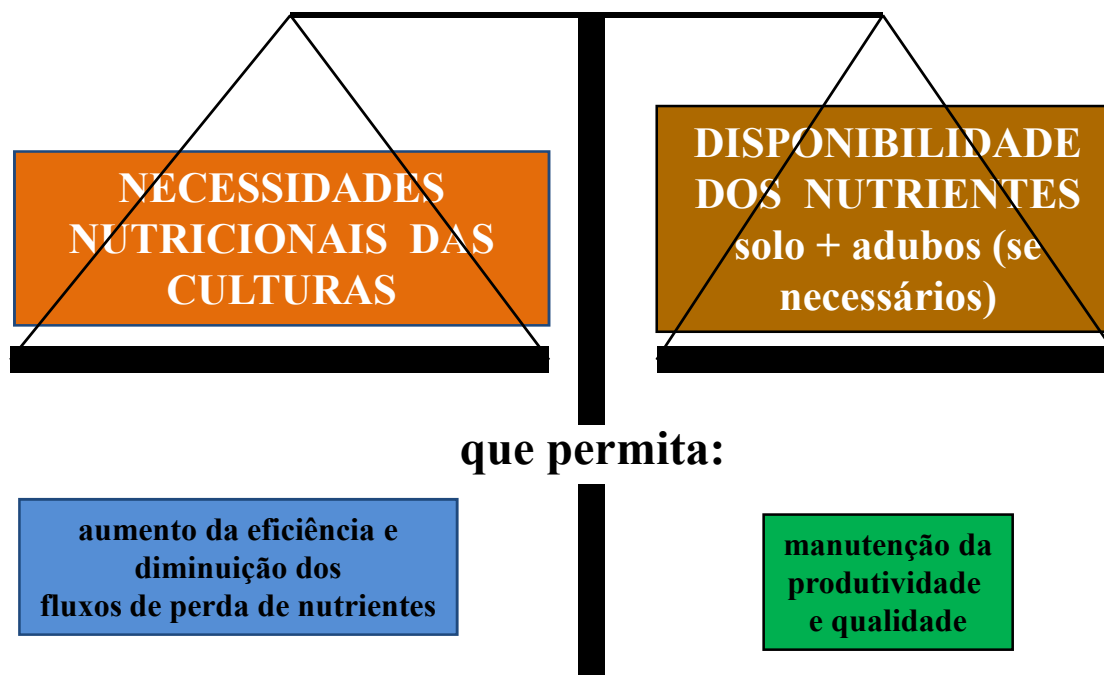 NECESSIDADES
NUTRICIONAIS DAS
CULTURAS
DISPONIBILIDADE
DOS NUTRIENTES
solo + adubos (se
necessários)
que permita:
aumento da eficiência e
diminuição dos
fluxos de perda de nutrientes
manutenção da
produtividade
e qualidade